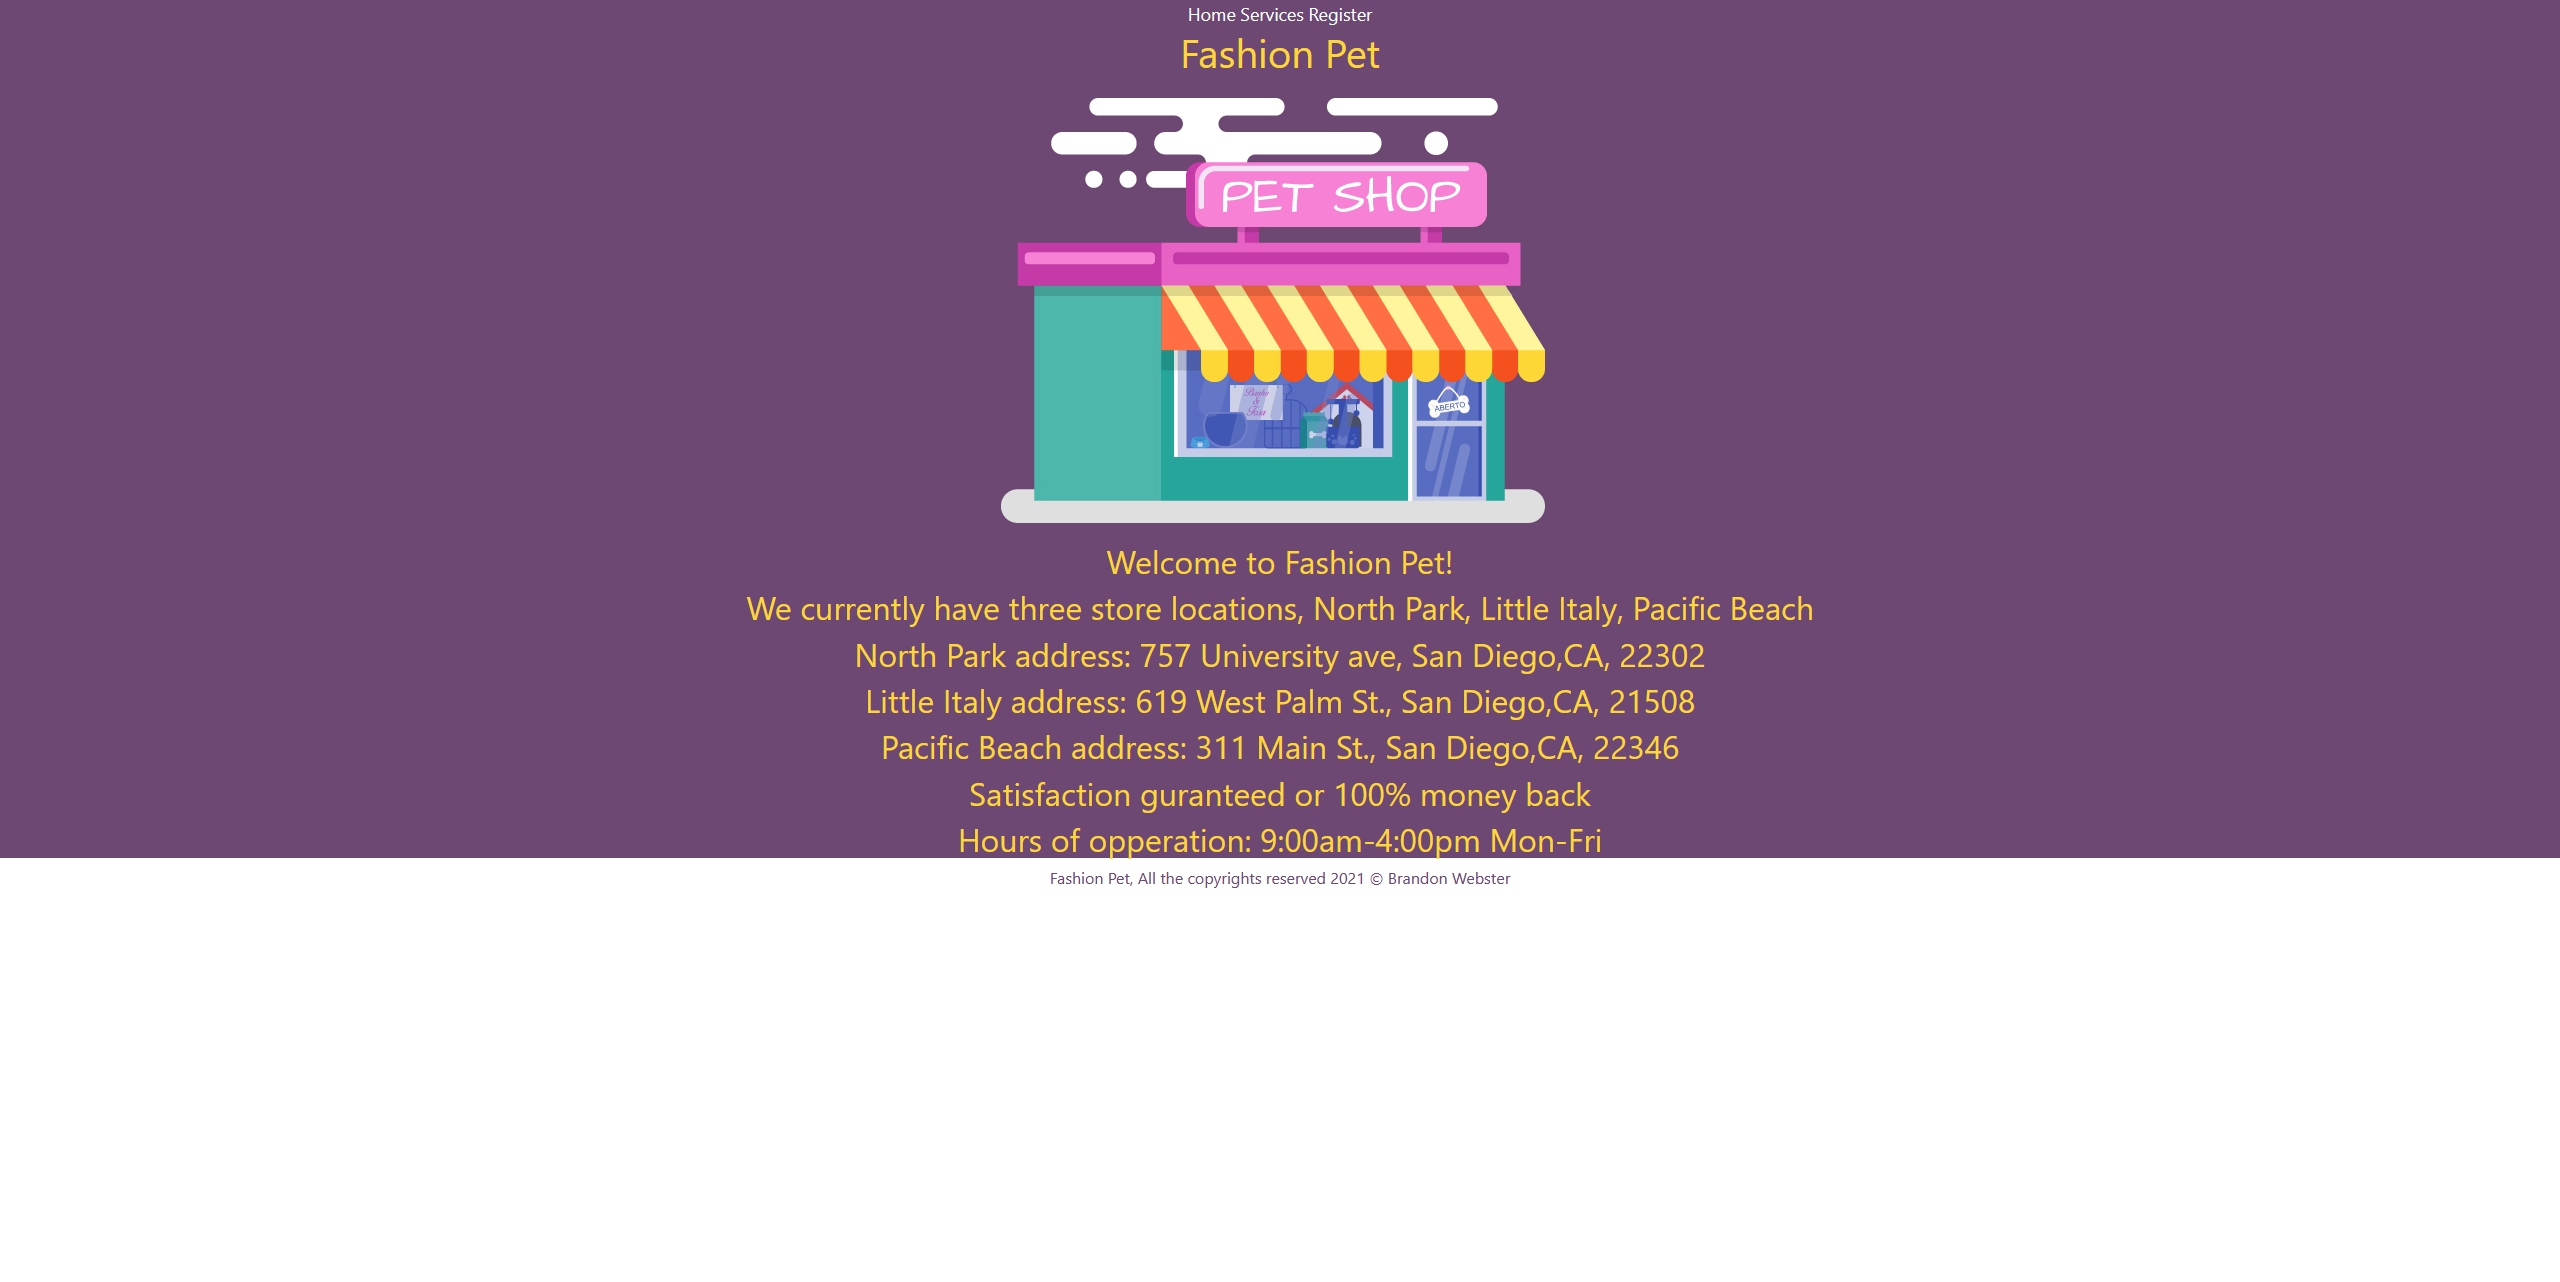 Home Services Register
Fashion Pet
PET SHOP
Banho
&
Tosa
ABERTO
Welcome to Fashion Pet!
We currently have three store locations, North Park, Little Italy, Pacific Beach
North Park address: 757 University ave, San Diego,CA, 22302
Little Italy address: 619 West Palm St., San Diego,CA, 21508
Pacific Beach address: 311 Main St., San Diego,CA, 22346
Satisfaction guranteed or 100% money back
Hours of opperation: 9:00am-4:00pm Mon-Fri
Fashion Pet, All the copyrights reserved 2021 © Brandon Webster